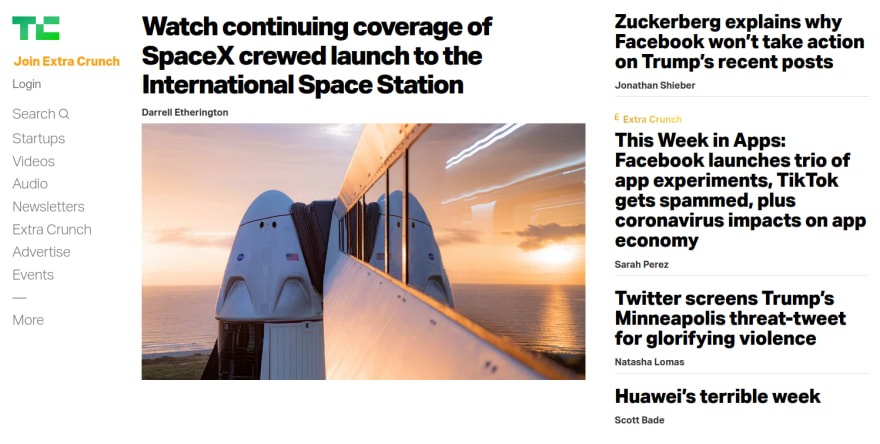 TC
Join Extra Crunch
Login
Search
Startups
Videos
Audio
Newsletters
Extra Crunch
Advertise
Events
—
More
Watch continuing coverage of
SpaceX crewed launch to the
International Space Station
Darrell Etherington
Zuckerberg explains why
Facebook won’t take action
on Trump’s recent posts
Jonathan Shieber
Extra Crunch
This Week in Apps:
Facebook launches trio of
app experiments, TikTok
gets spammed, plus
coronavirus impacts on app
economy
Sarah Perez
Twitter screens Trump’s
Minneapolis threat-tweet
for glorifying violence
Natasha Lomas
Huawei’s terrible week
Scott Bade